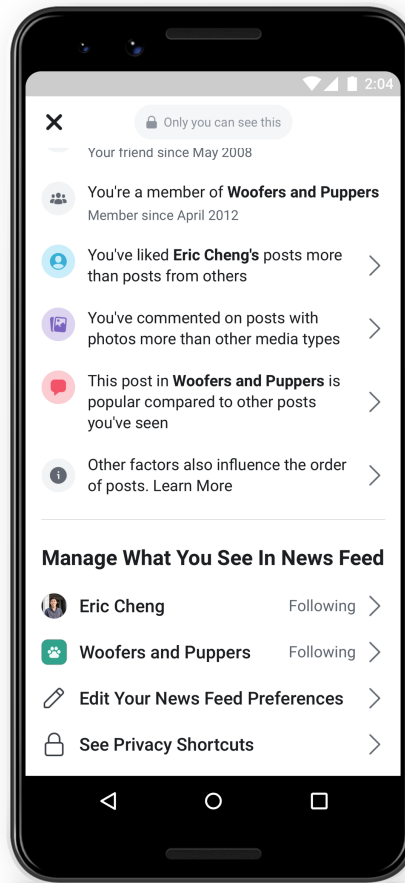 2:04
Only you can see this
Your friend since May 2008
You're a member of Woofers and Puppers
Member since April 2012
You've liked Eric Cheng's posts more
than posts from others
You've commented on posts with
photos more than other media types
This post in Woofers and Puppers is
popular compared to other posts
you've seen
Other factors also influence the order
of posts. Learn More
Manage What You See In News Feed
Eric Cheng Following
Woofers and Puppers Following
Edit Your News Feed Preferences
See Privacy Shortcuts